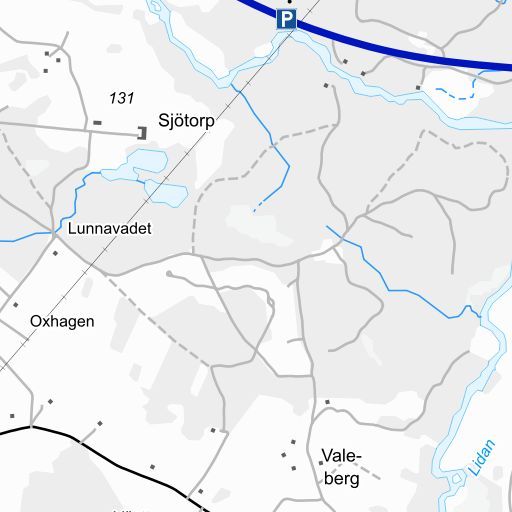 P
131
Sjötorp
Lunnavadet
Oxhagen
Vale-
berg
Lidan